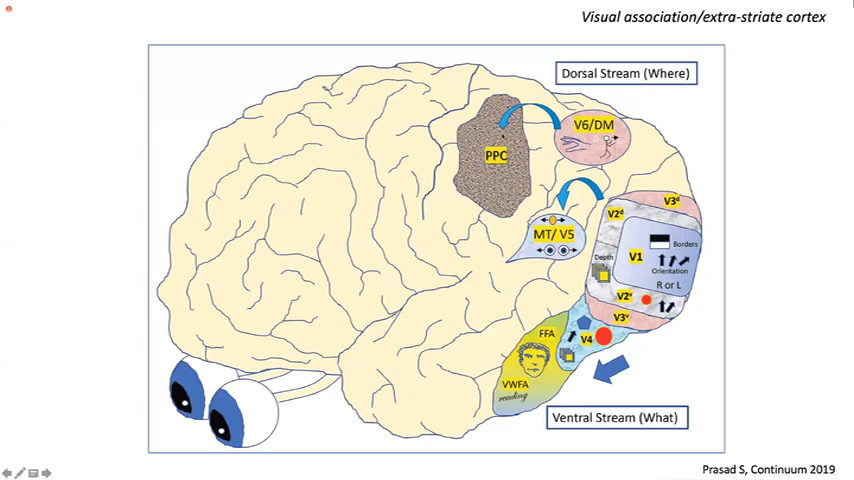 Visual association/extra-striate cortex
Dorsal Stream (Where)
V6/DM
PPC
V3ᵈ
V2ᵈ
MT/ V5
Borders
V1
Depth
Orientation
R or L
V2ᵛ
V3ᵛ
V4
FFA
VWFA
reading
Ventral Stream (What)
Prasad S, Continuum 2019